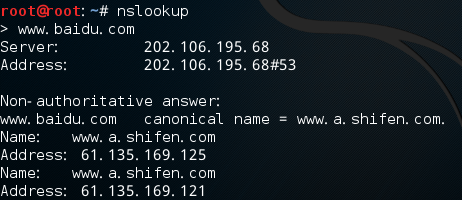 root@root:~# nslookup
> www.baidu.com
Server: 202.106.195.68
Address: 202.106.195.68#53
Non-authoritative answer:
www.baidu.com canonical name = www.a.shifen.com.
Name: www.a.shifen.com
Address: 61.135.169.125
Name: www.a.shifen.com
Address: 61.135.169.121